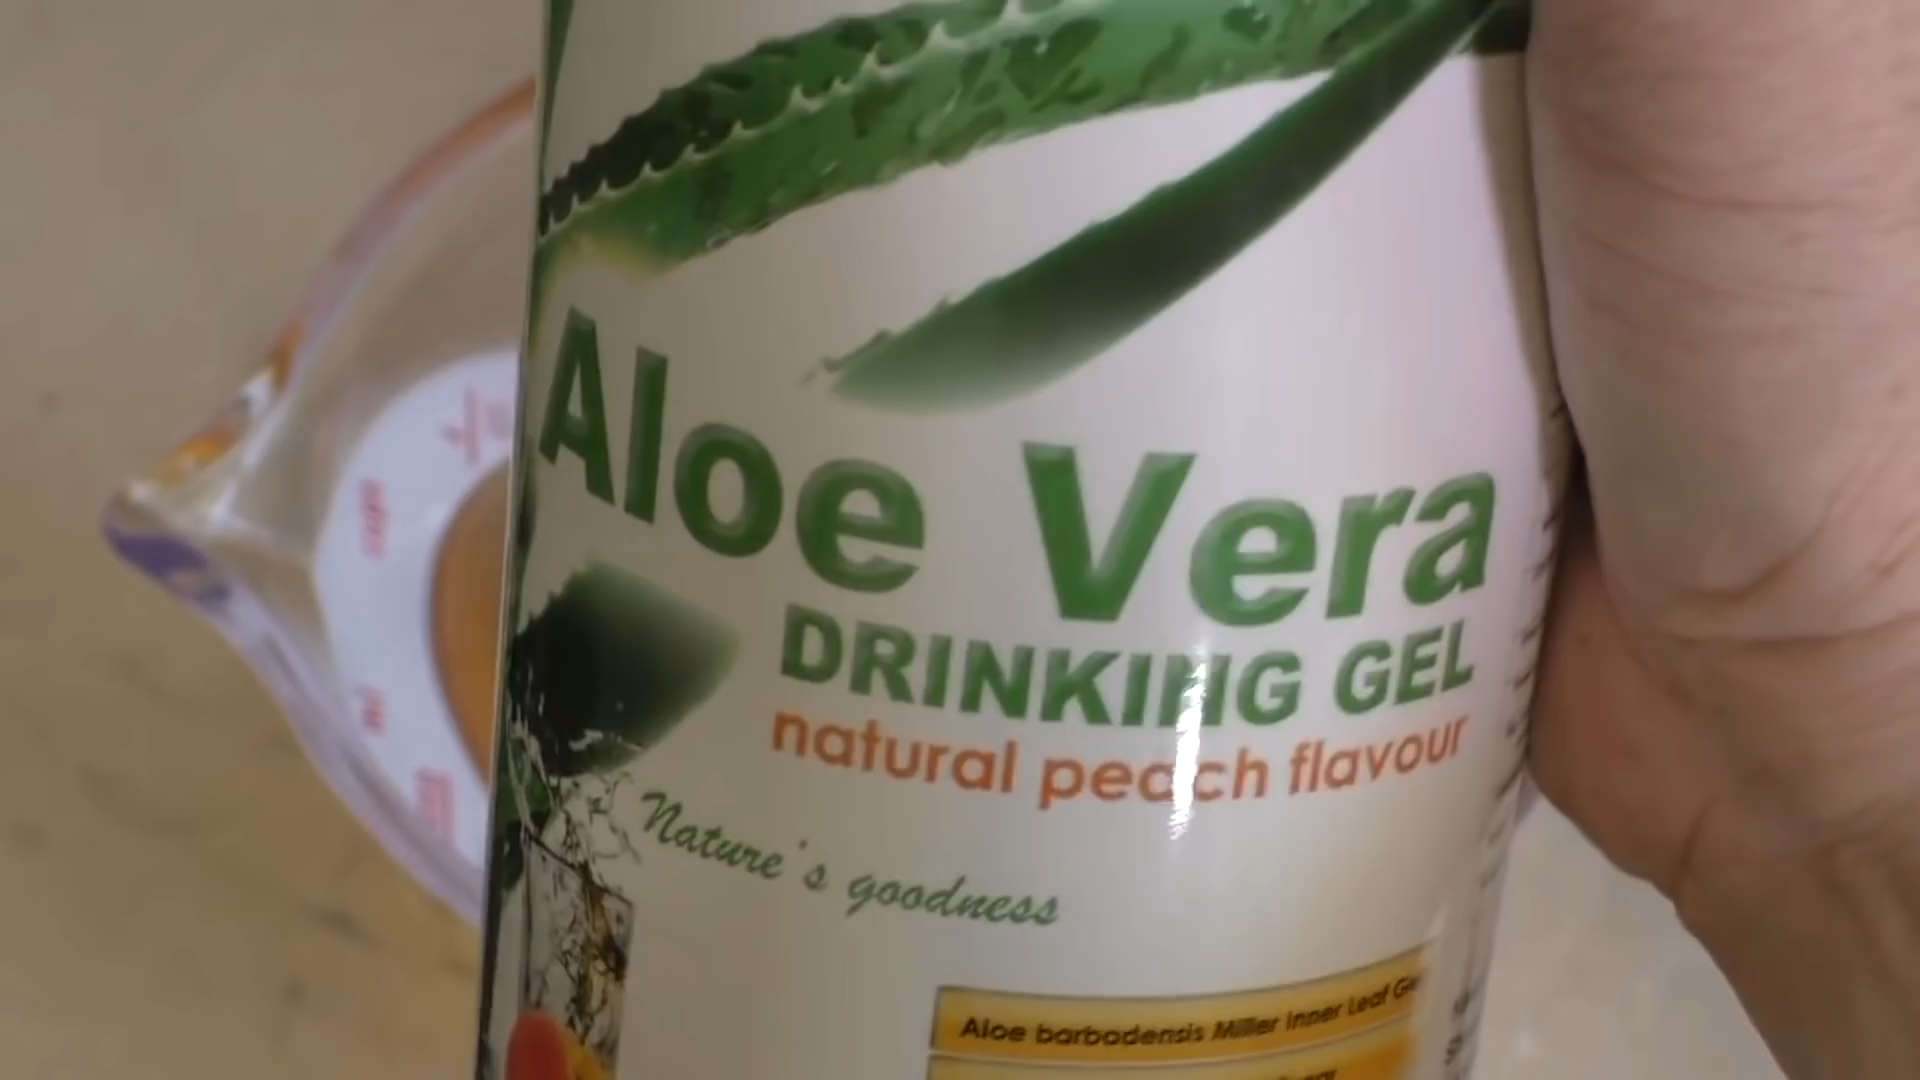 Aloe Vera
DRINKING GEL
natural peach flavour
Nature's goodness
Aloe barbadensis Miller Inner Leaf